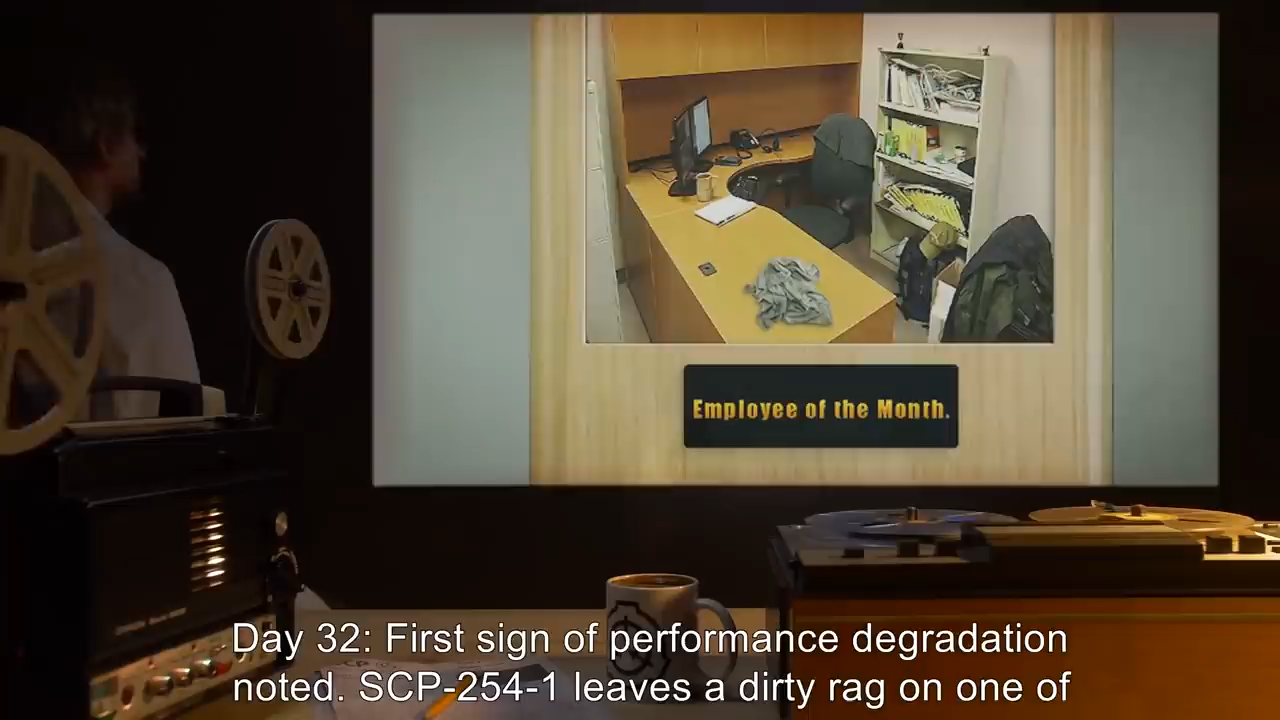 Employee of the Month.
Day 32: First sign of performance degradation
noted. SCP-254-1 leaves a dirty rag on one of